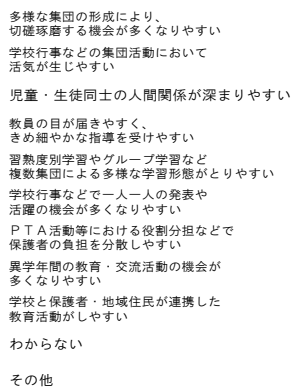 多様な集団の形成により、
切磋琢磨する機会が多くなりやすい
学校行事などの集団活動において
活気が生じやすい
児童・生徒同士の人間関係が深まりやすい
教員の目が届きやすく、
きめ細やかな指導を受けやすい
習熟度別学習やグループ学習など
複数集団による多様な学習形態がとりやすい
学校行事などで一人一人の発表や
活躍の機会が多くなりやすい
ＰＴＡ活動等における役割分担などで
保護者の負担を分散しやすい
異学年間の教育・交流活動の機会が
多くなりやすい
学校と保護者・地域住民が連携した
教育活動がしやすい
わからない
その他